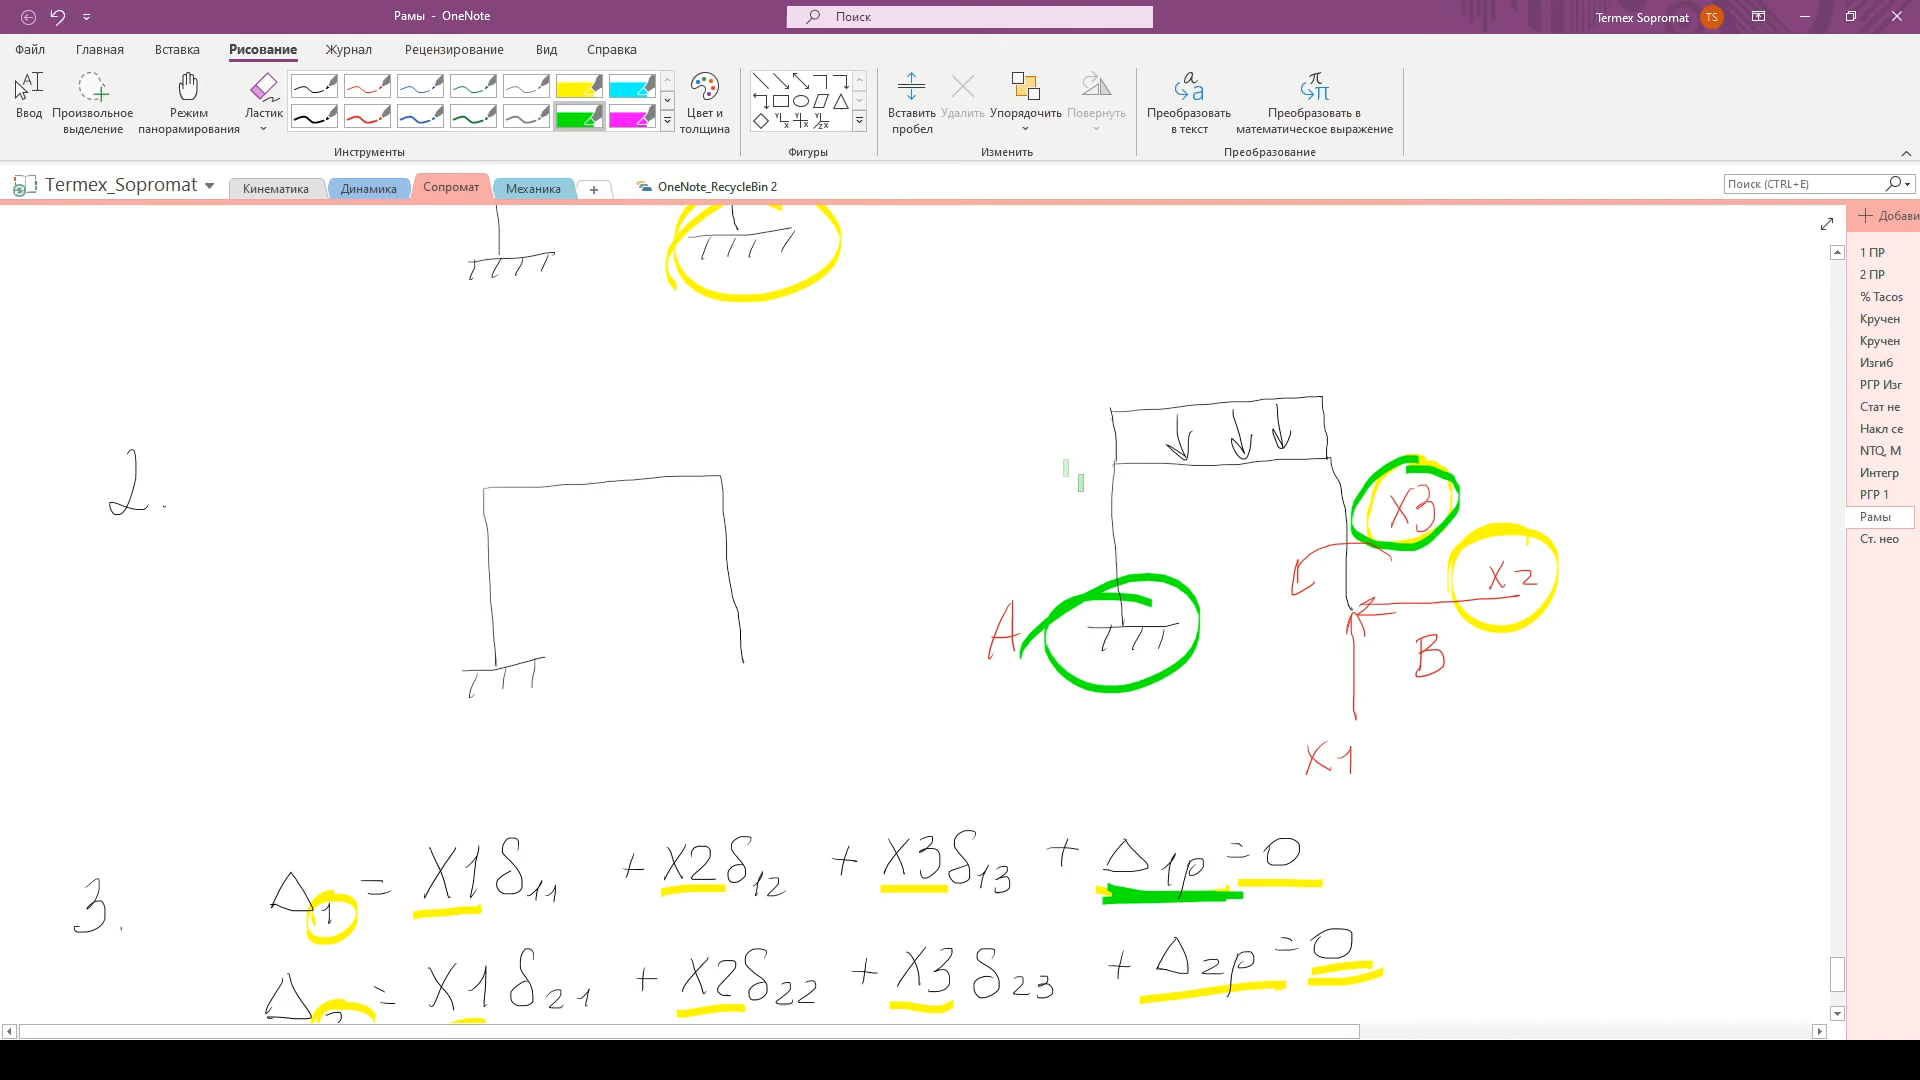 Рамы - OneNote
Поиск
Termex Sopromat
TS
Файл
Главная
Вставка
Рисование
Журнал
Рецензирование
Вид
Справка
Ввод
Произвольное выделение
Режим панорамирования
Ластик
Цвет и толщина
Инструменты
Фигуры
Вставить пробел
Удалить
Упорядочить
Повернуть
Изменить
Преобразовать в текст
Преобразовать в математическое выражение
Преобразование
Termex_Sopromat
Кинематика
Динамика
Сопромат
Механика
OneNote_RecycleBin 2
Поиск (CTRL+E)
Добави
1 ПР
2 ПР
% Tacos
Кручен
Кручен
Изгиб
РГР Изг
Стат не
Накл се
NTQ, M
Интегр
РГР 1
Рамы
Ст. нео
2.
X3
X2
A
B
X1
3.
Δ1 = X1δ11 + X2δ12 + X3δ13 + Δ1p = 0
Δ2 = X1δ21 + X2δ22 + X3δ23 + Δ2p = 0